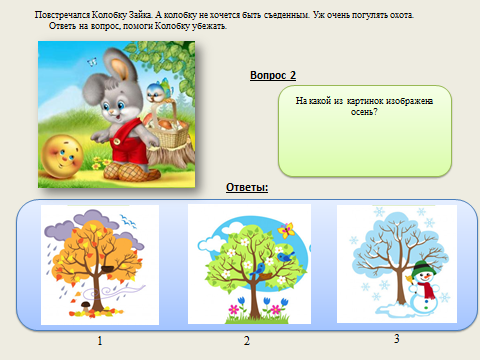 Повстречался Колобку Зайка. А колобку не хочется быть съеденным. Уж очень погулять охота.
Ответь на вопрос, помоги Колобку убежать.
Вопрос 2
На какой из картинок изображена
осень?
Ответы:
1 2 3